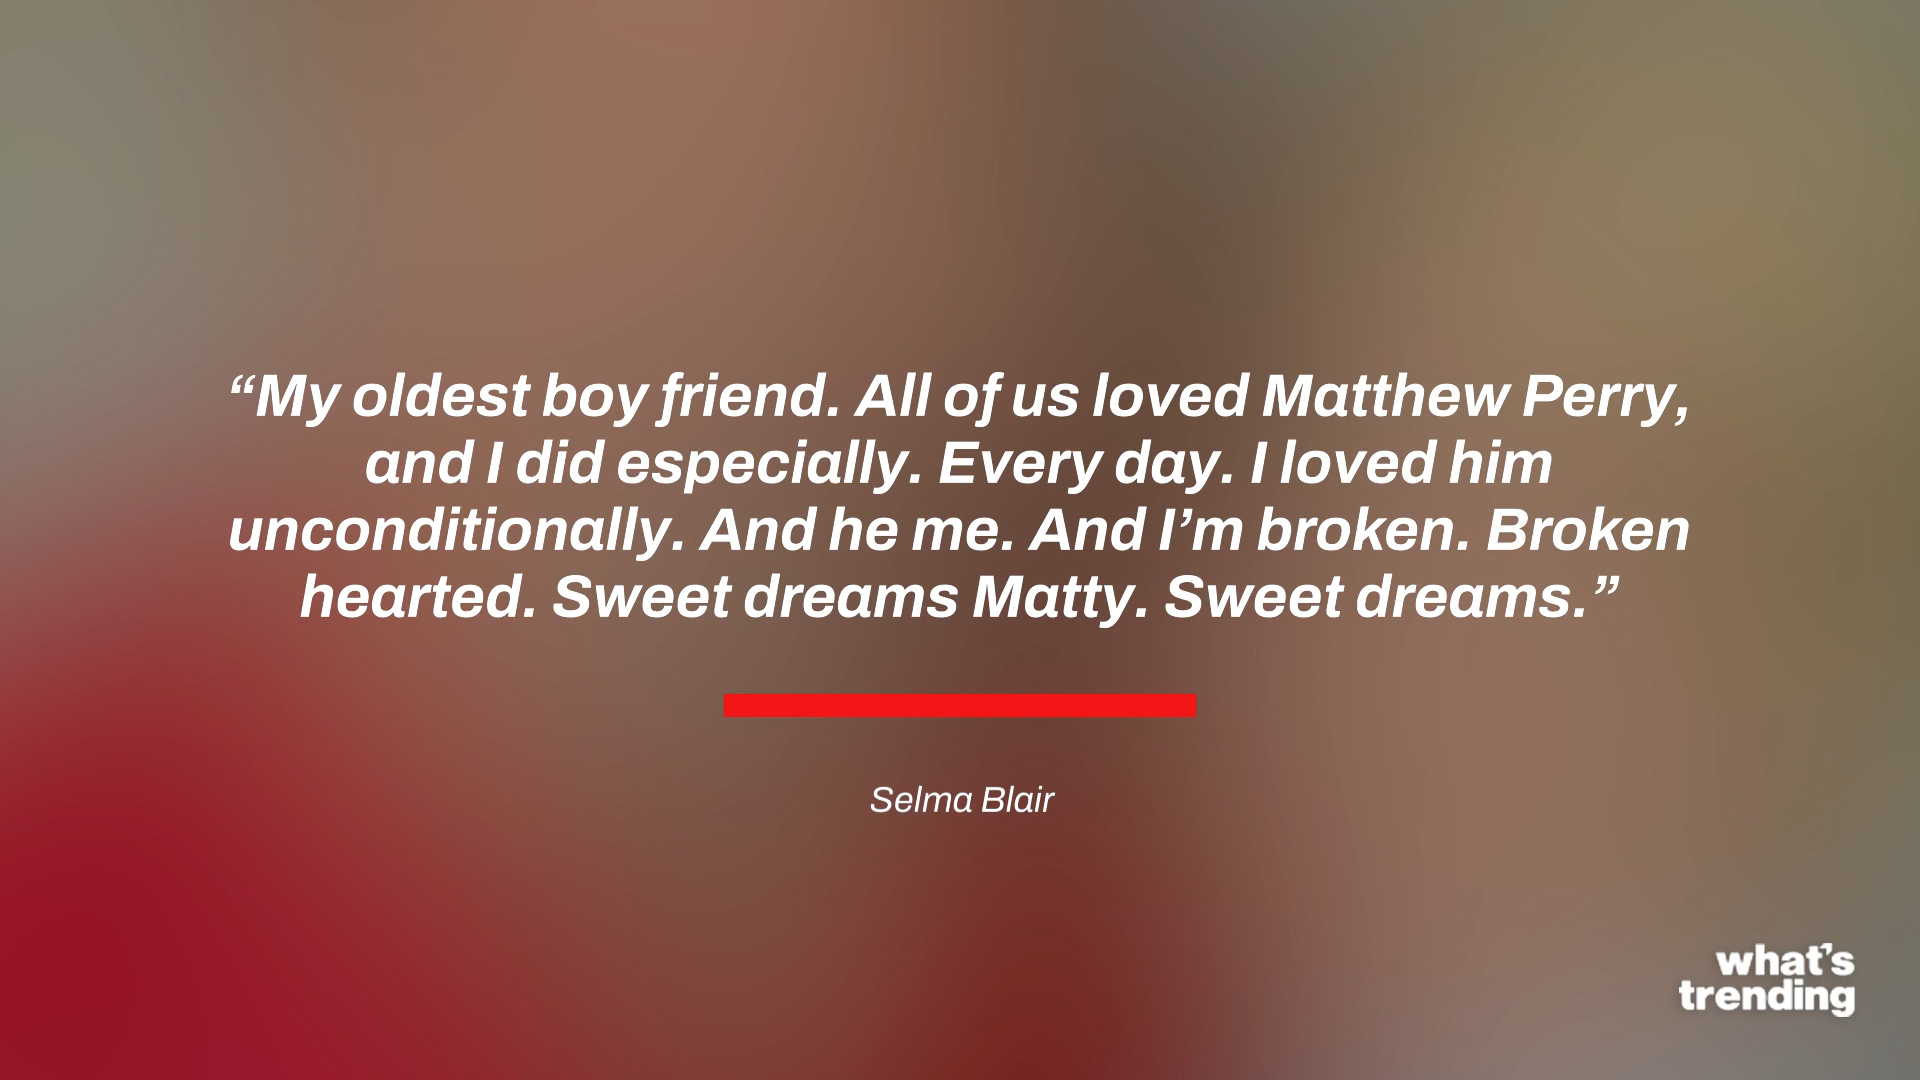 “My oldest boy friend. All of us loved Matthew Perry,
and I did especially. Every day. I loved him
unconditionally. And he me. And I’m broken. Broken
hearted. Sweet dreams Matty. Sweet dreams.”
Selma Blair
what’s
trending